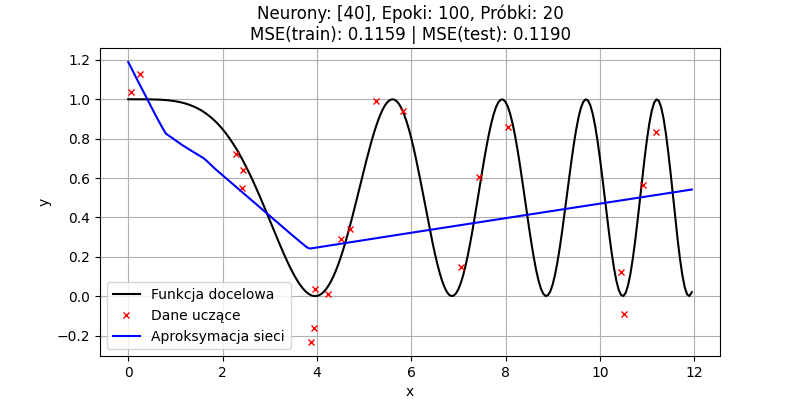 Neurony: [40], Epoki: 100, Próbki: 20
MSE(train): 0.1159 | MSE(test): 0.1190
1.2
1.0
0.8
0.6
0.4
0.2
0.0
−0.2
y
Funkcja docelowa
Dane uczące
Aproksymacja sieci
0 2 4 6 8 10 12
x